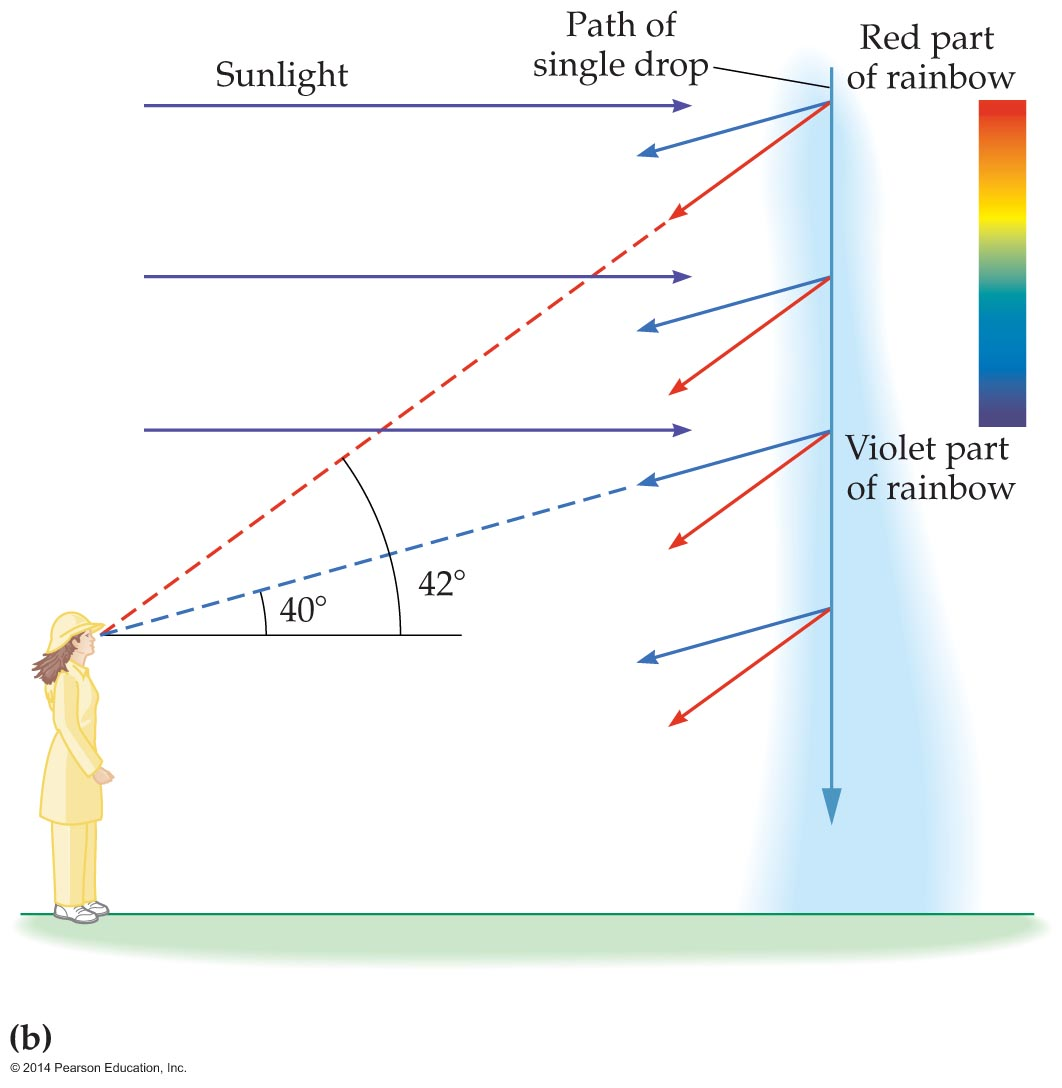 Path of
single drop
Red part
of rainbow
Sunlight
Violet part
of rainbow
42°
40°
(b)
© 2014 Pearson Education, Inc.